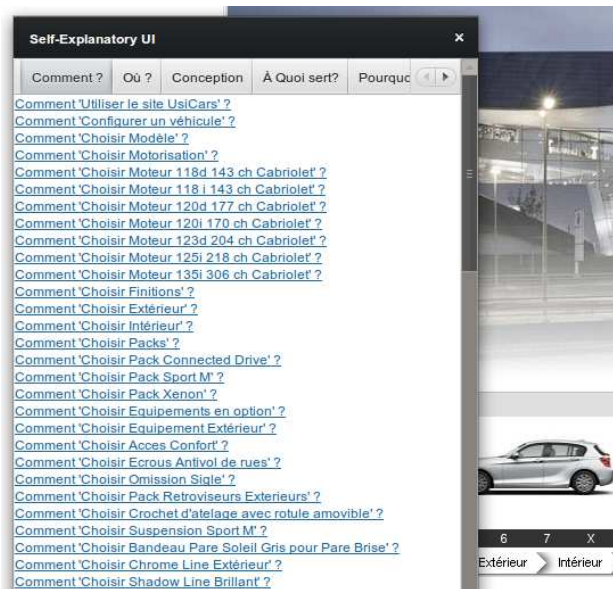 Self-Explanatory UI ×
Comment ? Où ? Conception À Quoi sert? Pourquc
Comment 'Utiliser le site UsiCars' ?
Comment 'Configurer un véhicule' ?
Comment 'Choisir Modèle' ?
Comment 'Choisir Motorisation' ?
Comment 'Choisir Moteur 118d 143 ch Cabriolet' ?
Comment 'Choisir Moteur 118 i 143 ch Cabriolet' ?
Comment 'Choisir Moteur 120d 177 ch Cabriolet' ?
Comment 'Choisir Moteur 120i 170 ch Cabriolet' ?
Comment 'Choisir Moteur 123d 204 ch Cabriolet' ?
Comment 'Choisir Moteur 125i 218 ch Cabriolet' ?
Comment 'Choisir Moteur 135i 306 ch Cabriolet' ?
Comment 'Choisir Finitions' ?
Comment 'Choisir Extérieur' ?
Comment 'Choisir Intérieur' ?
Comment 'Choisir Packs' ?
Comment 'Choisir Pack Connected Drive' ?
Comment 'Choisir Pack Sport M' ?
Comment 'Choisir Pack Xenon' ?
Comment 'Choisir Equipements en option' ?
Comment 'Choisir Equipement Extérieur' ?
Comment 'Choisir Acces Confort' ?
Comment 'Choisir Ecrous Antivol de rues' ?
Comment 'Choisir Omission Sigle' ?
Comment 'Choisir Pack Retroviseurs Exterieurs' ?
Comment 'Choisir Crochet d'atelage avec rotule amovible' ?
Comment 'Choisir Suspension Sport M' ?
Comment 'Choisir Bandeau Pare Soleil Gris pour Pare Brise' ?
Comment 'Choisir Chrome Line Extérieur' ?
Comment 'Choisir Shadow Line Brillant' ?
6 7 X
Extérieur Intérieur